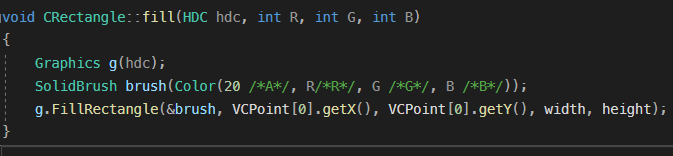 void CRectangle::fill(HDC hdc, int R, int G, int B)
{
Graphics g(hdc);
SolidBrush brush(Color(20 /*A*/, R/*R*/, G /*G*/, B /*B*/));
g.FillRectangle(&brush, VCPoint[0].getX(), VCPoint[0].getY(), width, height);
}